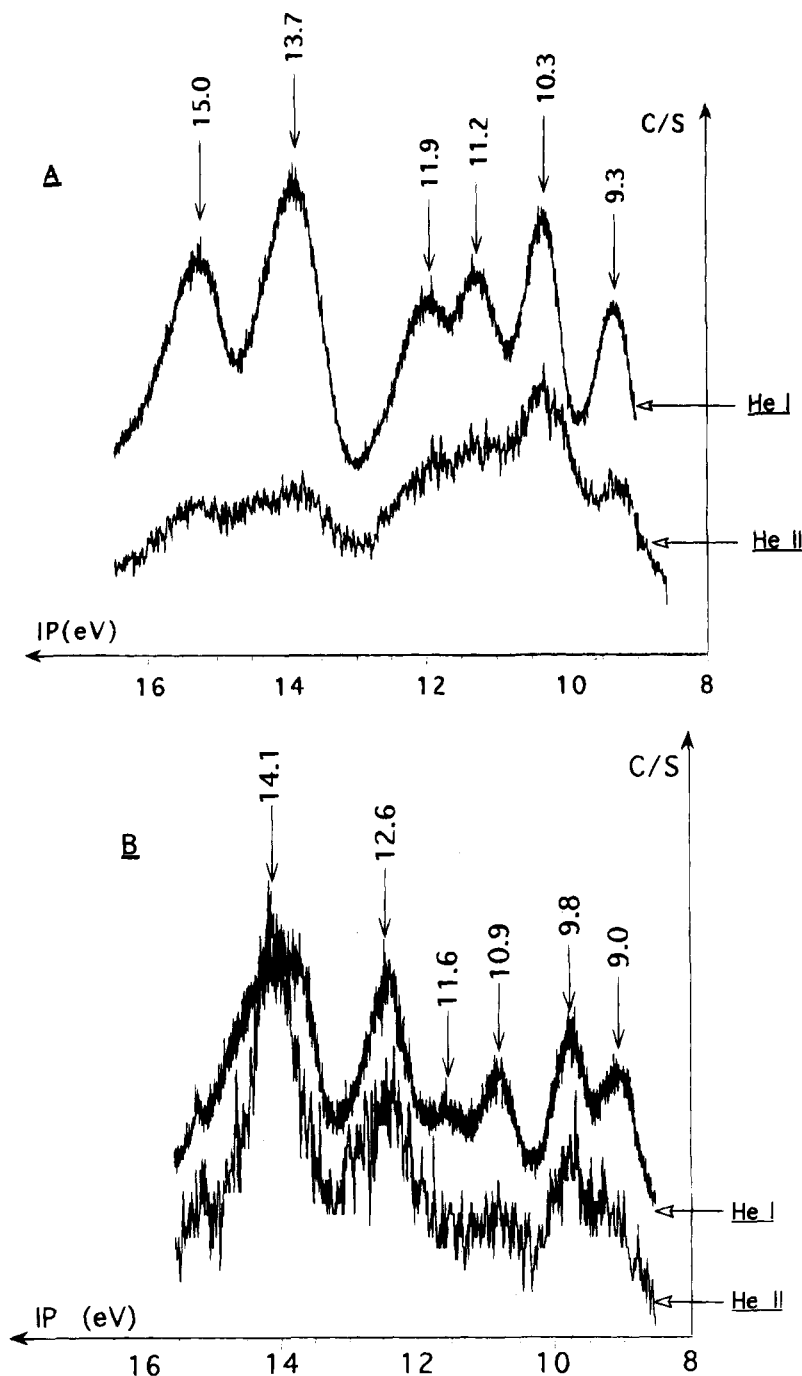 15.0
13.7
11.9
11.2
10.3
9.3
C/S
A
He I
He II
IP(eV)
16 14 12 10 8
14.1
12.6
11.6
10.9
9.8
9.0
C/S
B
He I
He II
IP (eV)
16 14 12 10 8